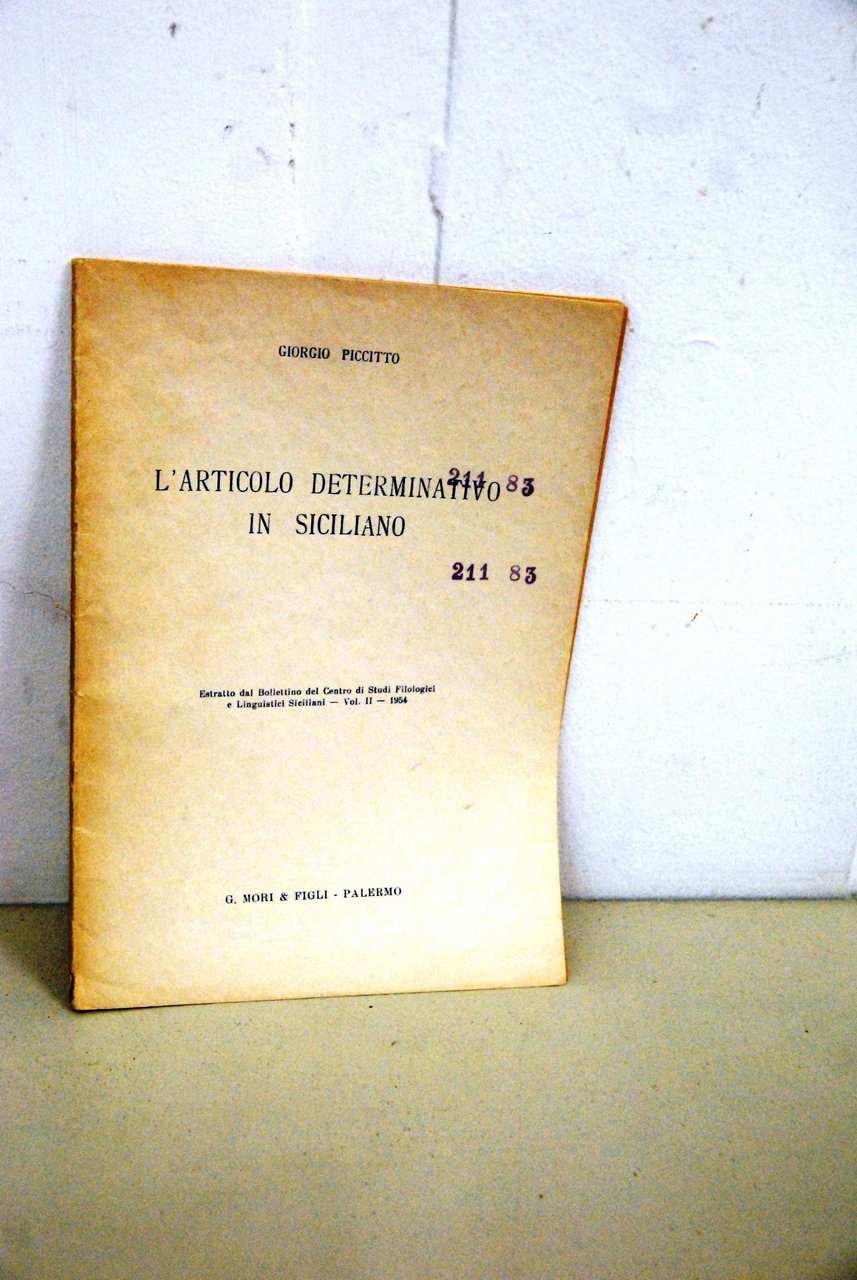 GIORGIO PICCITTO
L'ARTICOLO DETERMINATIVO
211 83
IN SICILIANO
211 83
Estratto dal Bollettino del Centro di Studi Filologici
e Linguistici Siciliani — Vol. II — 1954
G. MORI & FIGLI - PALERMO